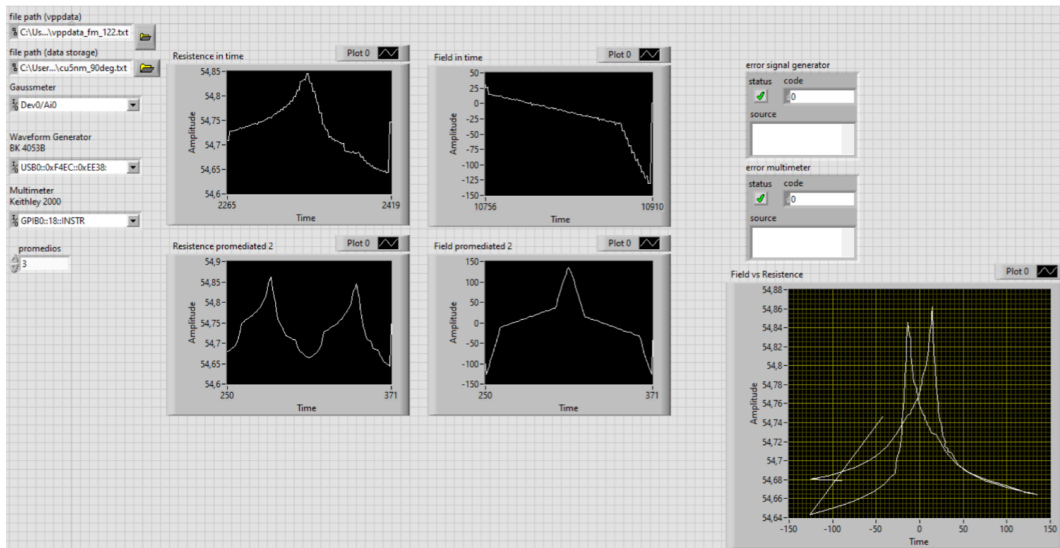 file path (vppdata)
C:\Us...\vppdata_fm_122.txt
file path (data storage)
C:\User...\cu5nm_90deg.txt
Gaussmeter
Dev0/Ai0
Waveform Generator
BK 4053B
USB0::0xF4EC::0xEE38:
Multimeter
Keithley 2000
GPIB0::18::INSTR
promedios
3
Resistence in time
Plot 0
54,85
54,8
54,75
54,7
54,65
54,6
Amplitude
2265
2419
Time
Field in time
Plot 0
50
25
0
-25
-50
-75
-100
-125
-150
Amplitude
10756
10910
Time
Resistence promediated 2
Plot 0
54,9
54,85
54,8
54,75
54,7
54,65
54,6
Amplitude
250
371
Time
Field promediated 2
Plot 0
150
100
50
0
-50
-100
-150
Amplitude
250
371
Time
error signal generator
status code
0
source
error multimeter
status code
0
source
Field vs Resistence
Plot 0
54,88
54,86
54,84
54,82
54,8
54,78
54,76
54,74
54,72
54,7
54,68
54,66
54,64
Amplitude
-150 -100 -50 0 50 100 150
Time